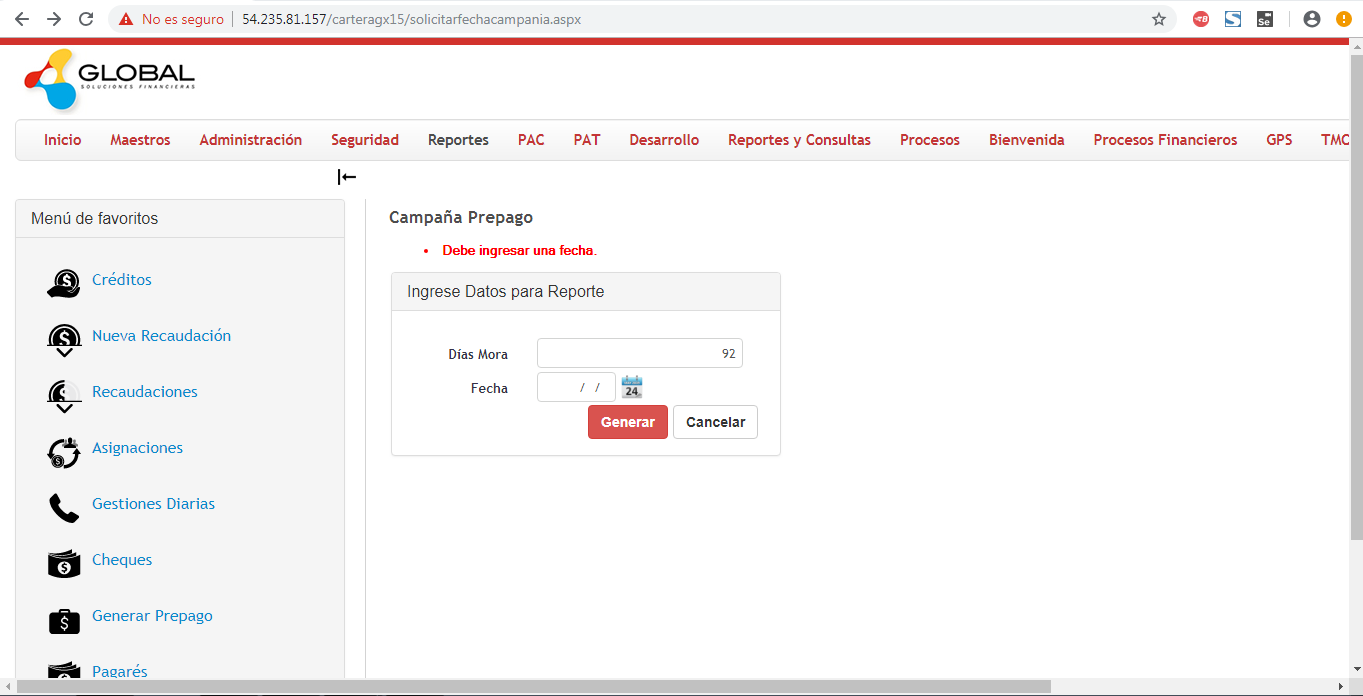 No es seguro 54.235.81.157/carteragx15/solicitarfechacampania.aspx
GLOBAL
SOLUCIONES FINANCIERAS
Inicio Maestros Administración Seguridad Reportes PAC PAT Desarrollo Reportes y Consultas Procesos Bienvenida Procesos Financieros GPS TMO
Menú de favoritos
Créditos
Nueva Recaudación
Recaudaciones
Asignaciones
Gestiones Diarias
Cheques
Generar Prepago
Pagarés
Campaña Prepago
• Debe ingresar una fecha.
Ingrese Datos para Reporte
Días Mora 92
Fecha / / 24
Generar Cancelar